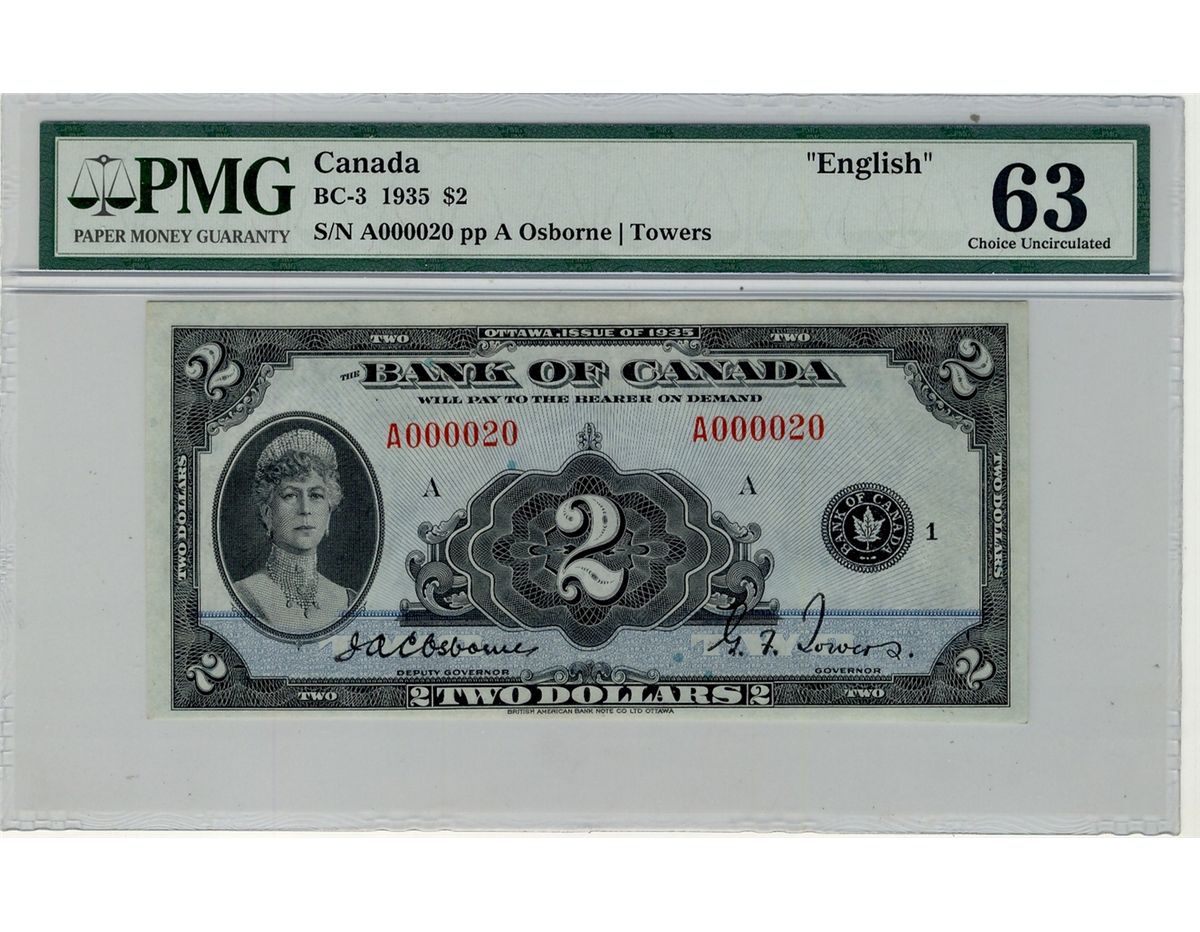 PMG
PAPER MONEY GUARANTY
Canada
BC-3 1935 $2
S/N A000020 pp A Osborne | Towers
"English"
63
Choice Uncirculated
OTTAWA. ISSUE OF 1935
TWO TWO
2 2
THE BANK OF CANADA
WILL PAY TO THE BEARER ON DEMAND
A000020 A000020
A A
2
BANK OF CANADA
1
TWO DOLLARS TWO DOLLARS
TWO TWO
JAC Osborne G. F. Towers.
DEPUTY GOVERNOR GOVERNOR
2 2
TWO 2 TWO DOLLARS 2 TWO
BRITISH AMERICAN BANK NOTE CO LTD OTTAWA